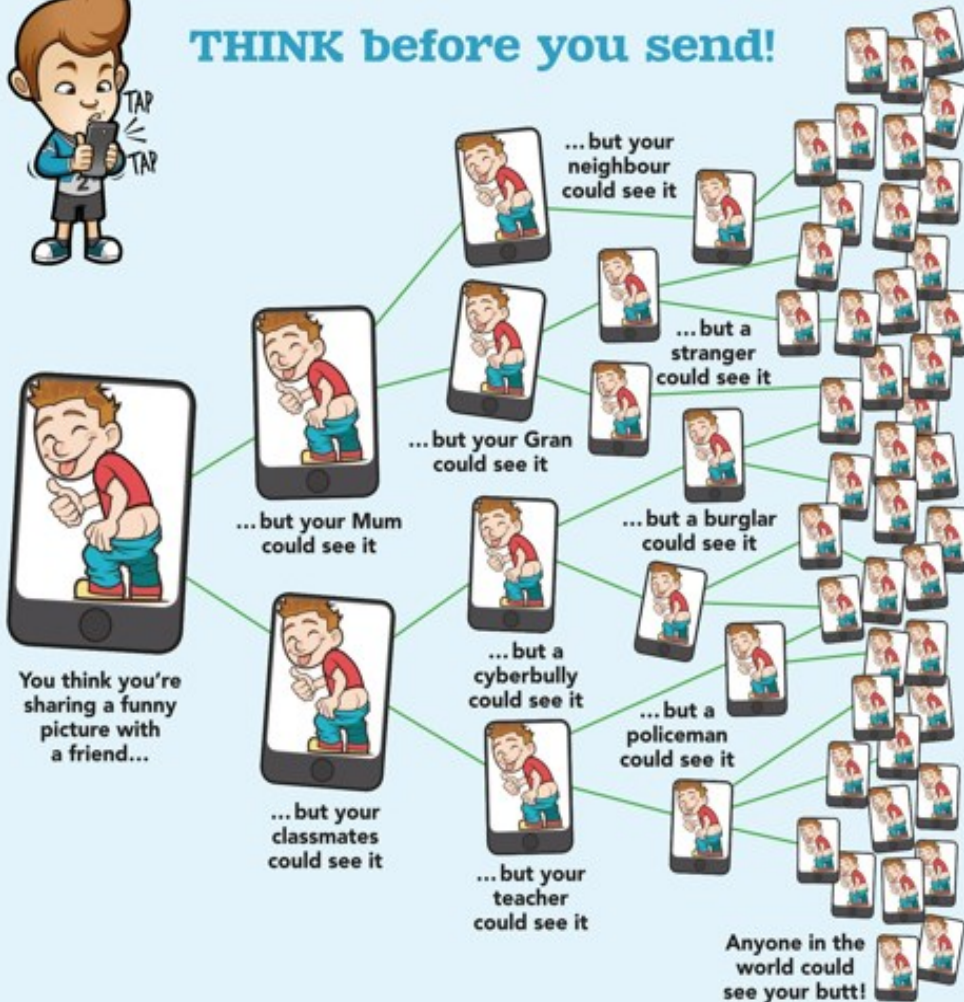 THINK before you send!
TAP
TAP
...but your
neighbour
could see it
...but a
stranger
could see it
...but your Gran
could see it
...but your Mum
could see it
...but a burglar
could see it
You think you're
sharing a funny
picture with
a friend...
...but a
cyberbully
could see it
...but a
policeman
could see it
...but your
classmates
could see it
...but your
teacher
could see it
Anyone in the
world could
see your butt!